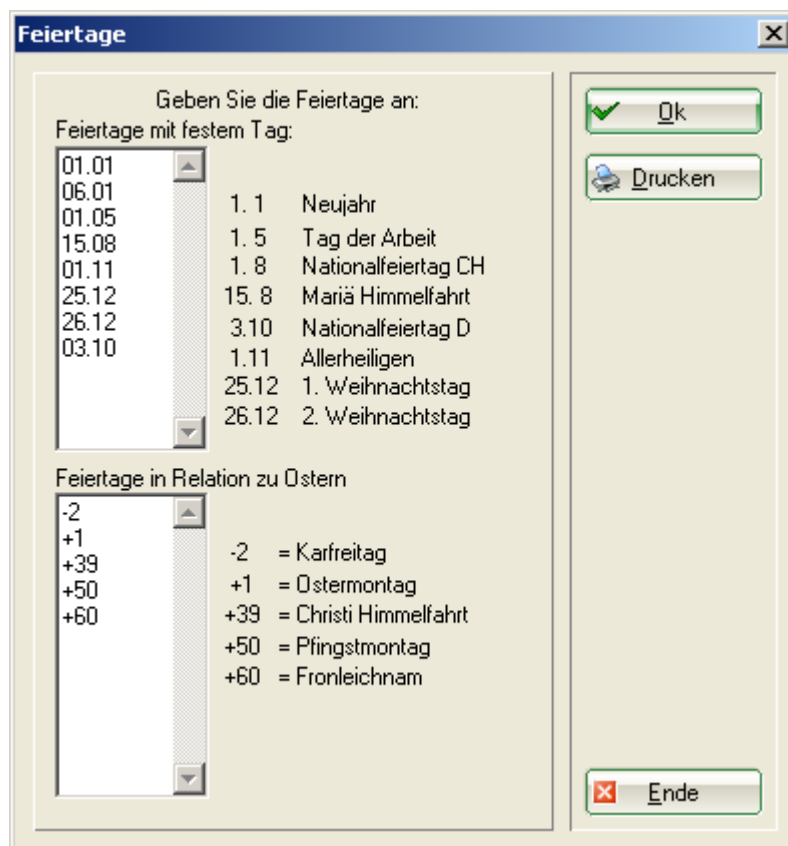 Feiertage
Geben Sie die Feiertage an:
Feiertage mit festem Tag:
01.01
06.01
01.05
15.08
01.11
25.12
26.12
03.10
1. 1 Neujahr
1. 5 Tag der Arbeit
1. 8 Nationalfeiertag CH
15. 8 Mariä Himmelfahrt
3.10 Nationalfeiertag D
1.11 Allerheiligen
25.12 1. Weihnachtstag
26.12 2. Weihnachtstag
Feiertage in Relation zu Ostern
-2
+1
+39
+50
+60
-2 = Karfreitag
+1 = Ostermontag
+39 = Christi Himmelfahrt
+50 = Pfingstmontag
+60 = Fronleichnam
Ok
Drucken
Ende